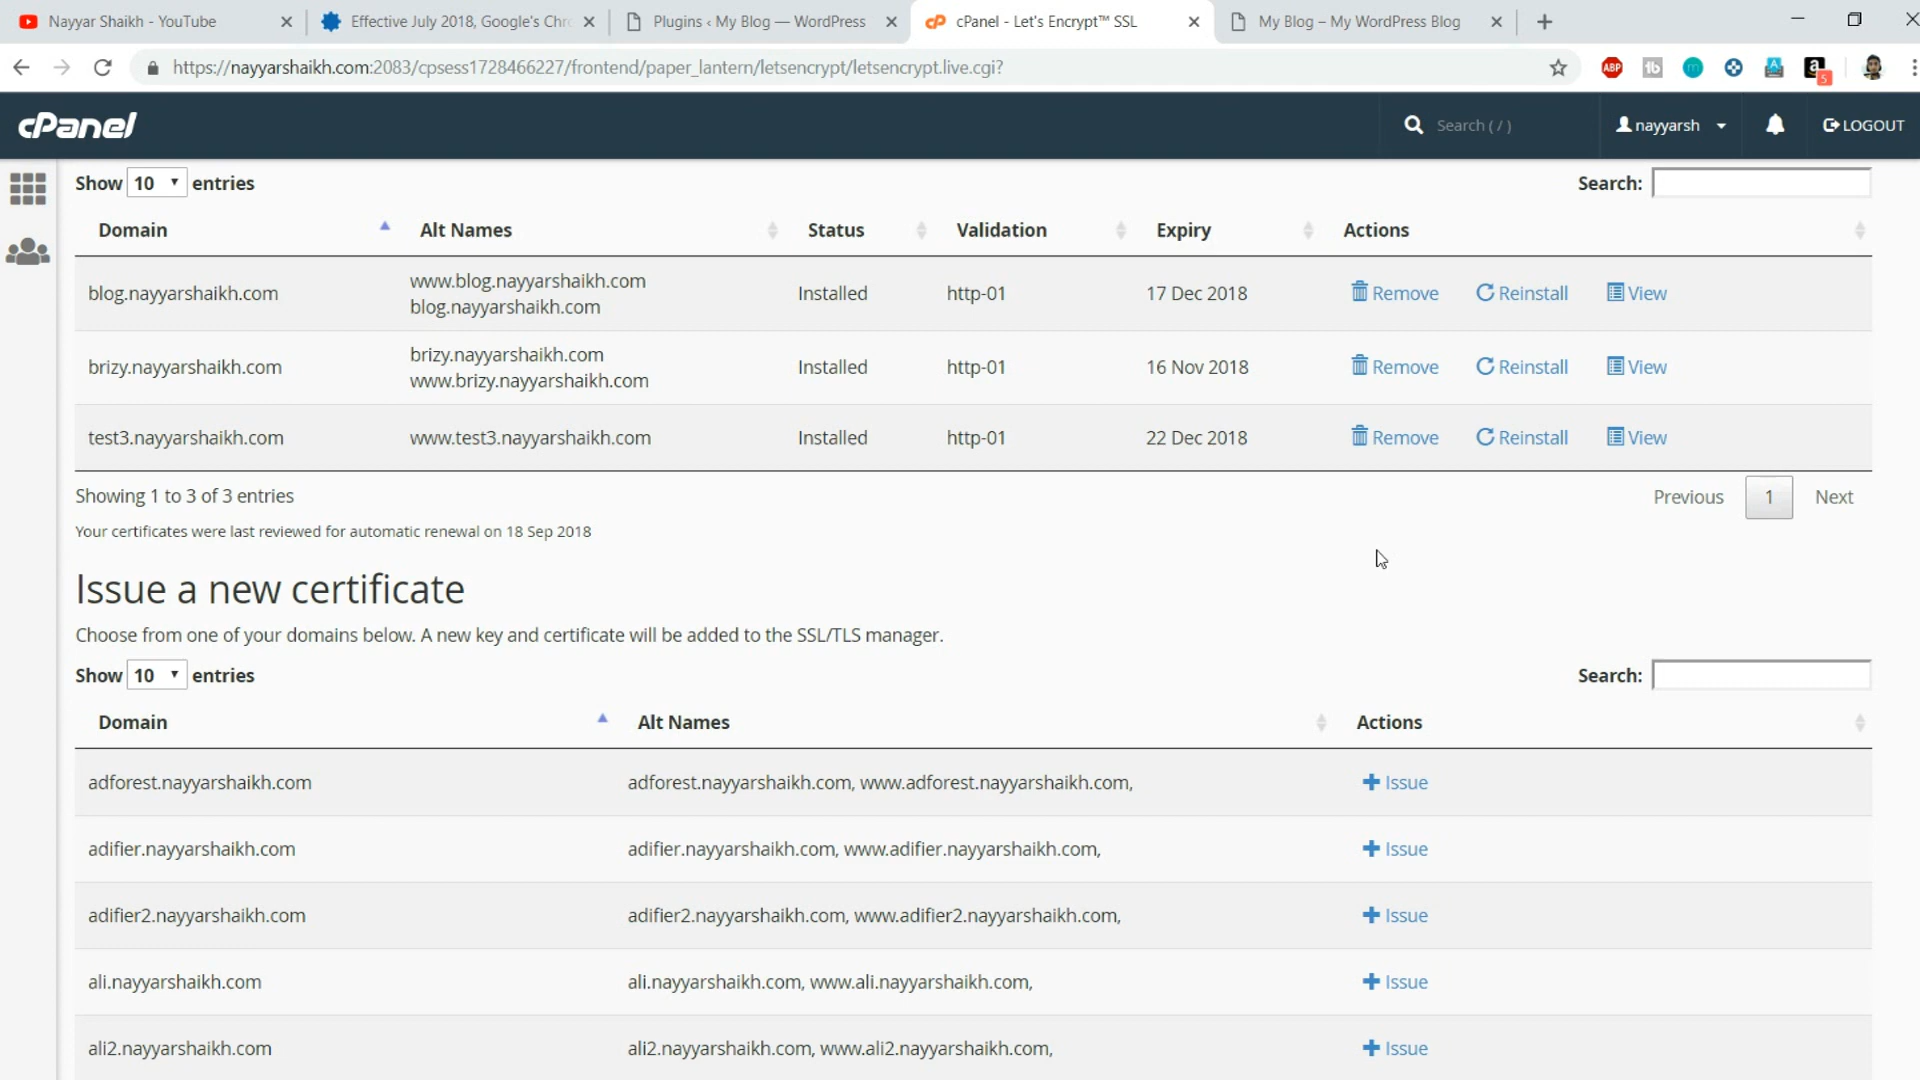 Nayyar Shaikh - YouTube
Effective July 2018, Google's Chro
Plugins ‹ My Blog — WordPress
cPanel - Let's Encrypt™ SSL
My Blog – My WordPress Blog
https://nayyarshaikh.com:2083/cpsess1728466227/frontend/paper_lantern/letsencrypt/letsencrypt.live.cgi?
ABP
tb
m
a
5
cPanel
Search ( / )
nayyarsh
LOGOUT
Show 10 entries
Search:
Domain Alt Names Status Validation Expiry Actions
blog.nayyarshaikh.com www.blog.nayyarshaikh.com Installed http-01 17 Dec 2018 Remove Reinstall View
blog.nayyarshaikh.com
brizy.nayyarshaikh.com brizy.nayyarshaikh.com Installed http-01 16 Nov 2018 Remove Reinstall View
www.brizy.nayyarshaikh.com
test3.nayyarshaikh.com www.test3.nayyarshaikh.com Installed http-01 22 Dec 2018 Remove Reinstall View
Showing 1 to 3 of 3 entries
Previous 1 Next
Your certificates were last reviewed for automatic renewal on 18 Sep 2018
Issue a new certificate
Choose from one of your domains below. A new key and certificate will be added to the SSL/TLS manager.
Show 10 entries
Search:
Domain Alt Names Actions
adforest.nayyarshaikh.com adforest.nayyarshaikh.com, www.adforest.nayyarshaikh.com, Issue
adifier.nayyarshaikh.com adifier.nayyarshaikh.com, www.adifier.nayyarshaikh.com, Issue
adifier2.nayyarshaikh.com adifier2.nayyarshaikh.com, www.adifier2.nayyarshaikh.com, Issue
ali.nayyarshaikh.com ali.nayyarshaikh.com, www.ali.nayyarshaikh.com, Issue
ali2.nayyarshaikh.com ali2.nayyarshaikh.com, www.ali2.nayyarshaikh.com, Issue